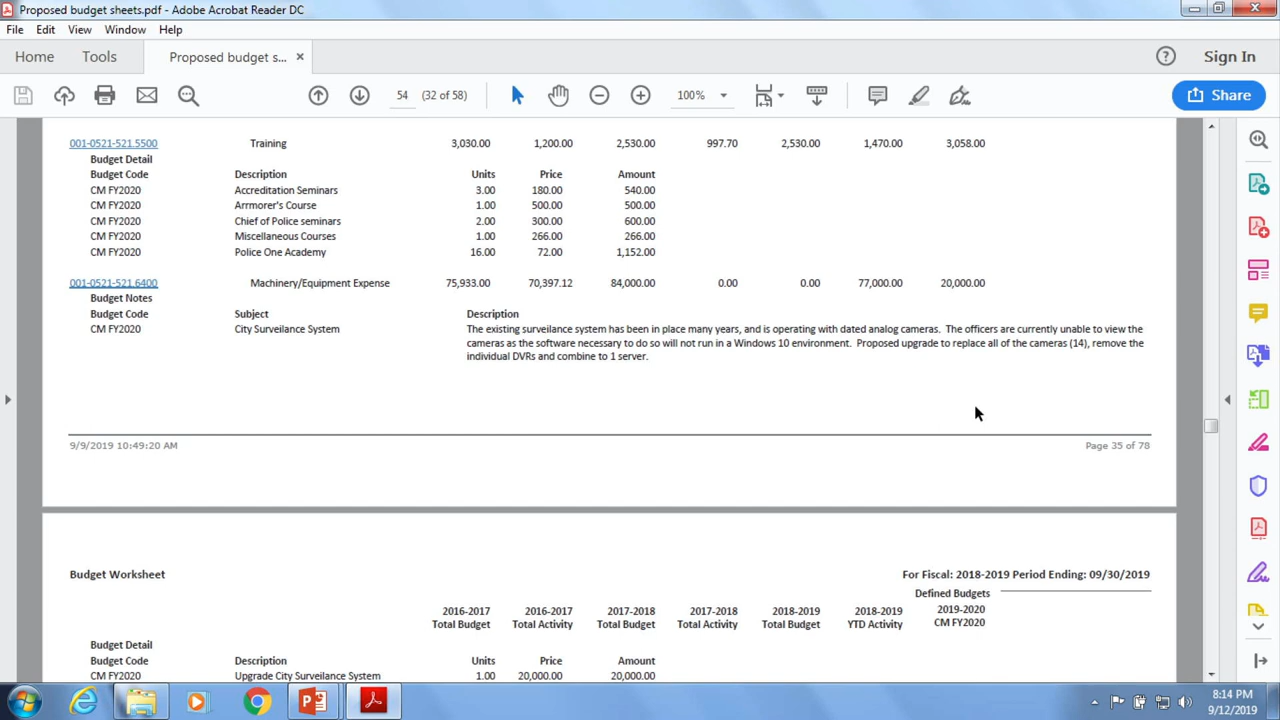 Proposed budget sheets.pdf - Adobe Acrobat Reader DC
File Edit View Window Help
Home Tools Proposed budget s... × Sign In
54 (32 of 58) 100% Share
001-0521-521.5500 Training 3,030.00 1,200.00 2,530.00 997.70 2,530.00 1,470.00 3,058.00
Budget Detail
Budget Code Description Units Price Amount
CM FY2020 Accreditation Seminars 3.00 180.00 540.00
CM FY2020 Arrmorer's Course 1.00 500.00 500.00
CM FY2020 Chief of Police seminars 2.00 300.00 600.00
CM FY2020 Miscellaneous Courses 1.00 266.00 266.00
CM FY2020 Police One Academy 16.00 72.00 1,152.00
001-0521-521.6400 Machinery/Equipment Expense 75,933.00 70,397.12 84,000.00 0.00 0.00 77,000.00 20,000.00
Budget Notes
Budget Code Subject Description
CM FY2020 City Surveilance System The existing surveilance system has been in place many years, and is operating with dated analog cameras. The officers are currently unable to view the
cameras as the software necessary to do so will not run in a Windows 10 environment. Proposed upgrade to replace all of the cameras (14), remove the
individual DVRs and combine to 1 server.
9/9/2019 10:49:20 AM Page 35 of 78
Budget Worksheet For Fiscal: 2018-2019 Period Ending: 09/30/2019
Defined Budgets
2016-2017 2016-2017 2017-2018 2017-2018 2018-2019 2018-2019 2019-2020
Total Budget Total Activity Total Budget Total Activity Total Budget YTD Activity CM FY2020
Budget Detail
Budget Code Description Units Price Amount
CM FY2020 Upgrade City Surveilance System 1.00 20,000.00 20,000.00
8:14 PM
9/12/2019